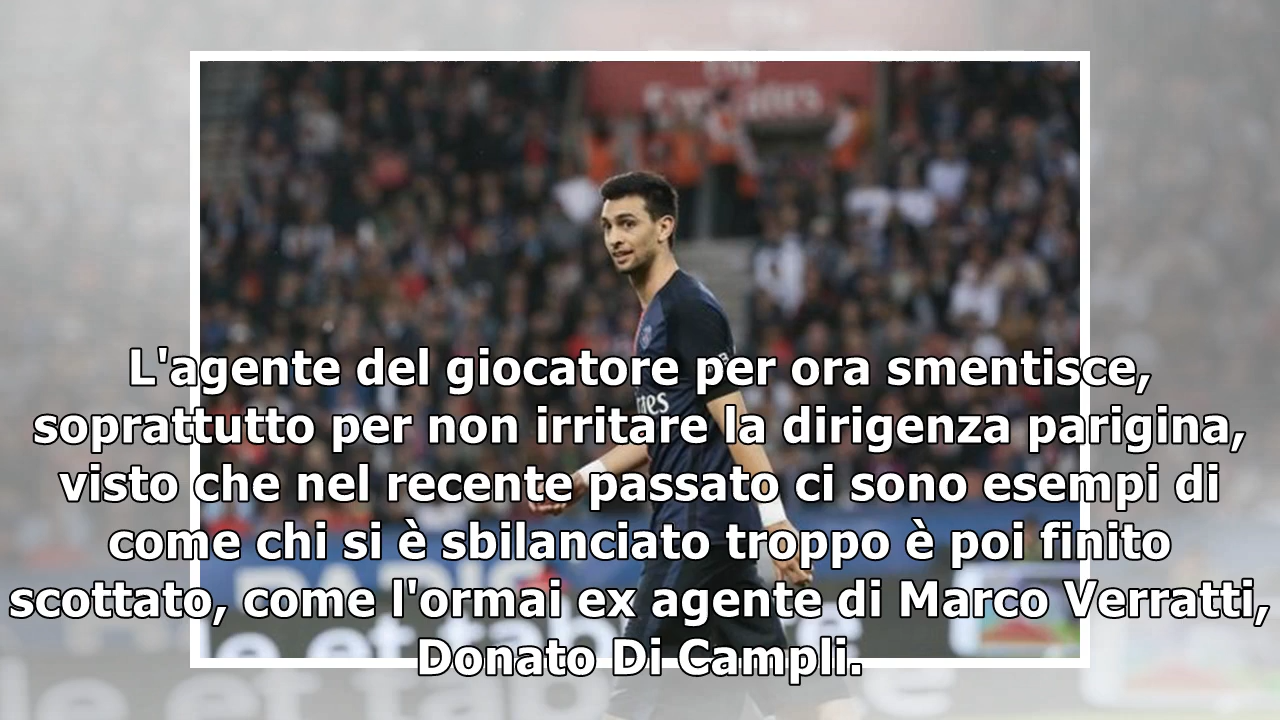 Fly
Emirates
L'agente del giocatore per ora smentisce,
soprattutto per non irritare la dirigenza parigina,
visto che nel recente passato ci sono esempi di
come chi si è sbilanciato troppo è poi finito
scottato, come l'ormai ex agente di Marco Verratti,
Donato Di Campli.